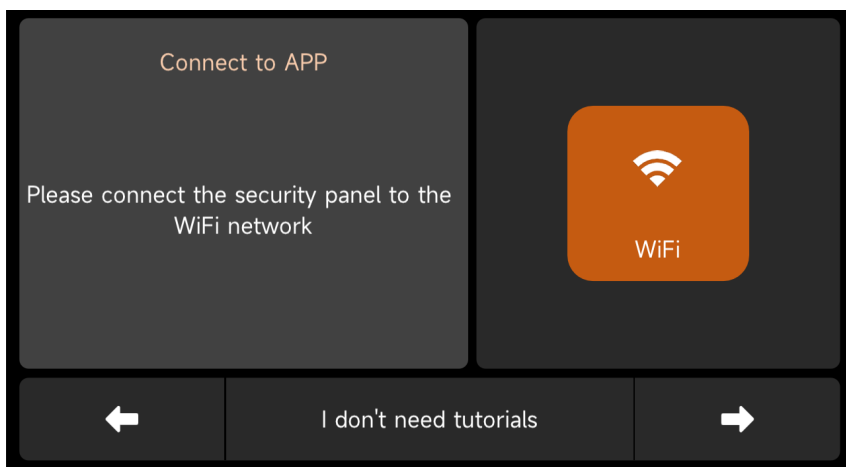 Connect to APP
Please connect the security panel to the
WiFi network
WiFi
I don't need tutorials